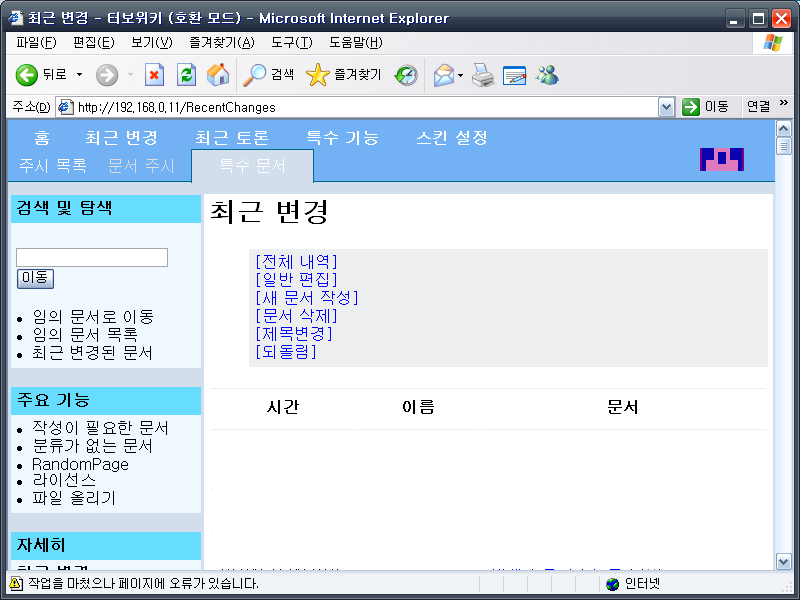 최근 변경 - 터보위키 (호환 모드) - Microsoft Internet Explorer
파일(F) 편집(E) 보기(V) 즐겨찾기(A) 도구(T) 도움말(H)
뒤로 검색 즐겨찾기
주소(D) http://192.168.0.11/RecentChanges 이동 연결 »
홈 최근 변경 최근 토론 특수 기능 스킨 설정
주시 목록 문서 주시 특수 문서
검색 및 탐색
이동
임의 문서로 이동
임의 문서 목록
최근 변경된 문서
주요 기능
작성이 필요한 문서
분류가 없는 문서
RandomPage
라이선스
파일 올리기
자세히
최근 변경
[전체 내역]
[일반 편집]
[새 문서 작성]
[문서 삭제]
[제목변경]
[되돌림]
시간 이름 문서
작업을 마쳤으나 페이지에 오류가 있습니다. 인터넷